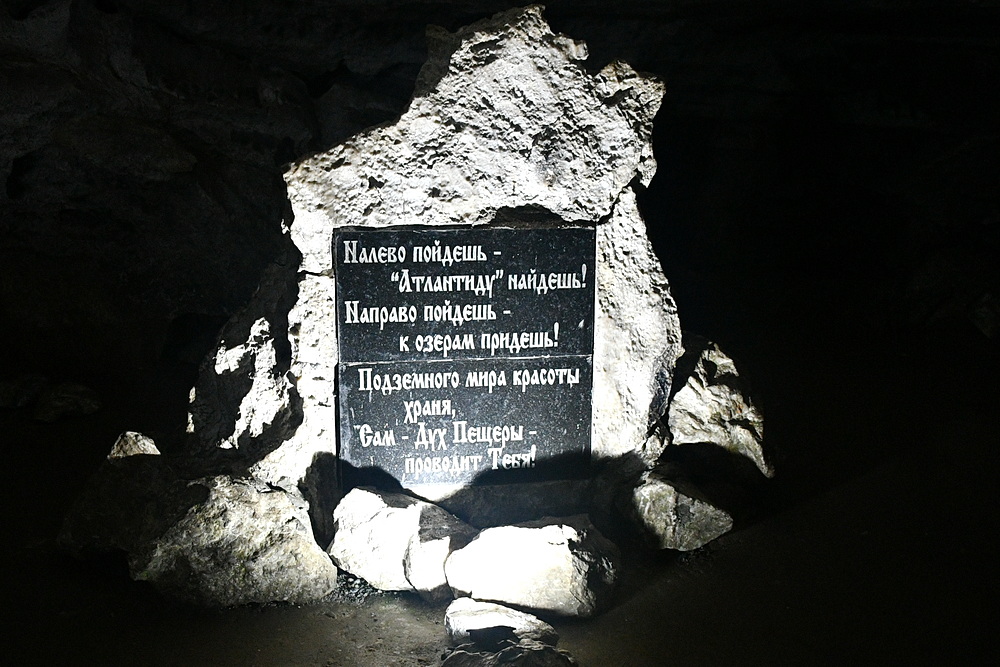 Налево пойдешь -
"Атлантиду" найдешь!
Направо пойдешь -
к озерам придешь!
Подземного мира красоты
храня,
Сам - Дух Пещеры -
проводит Тебя!